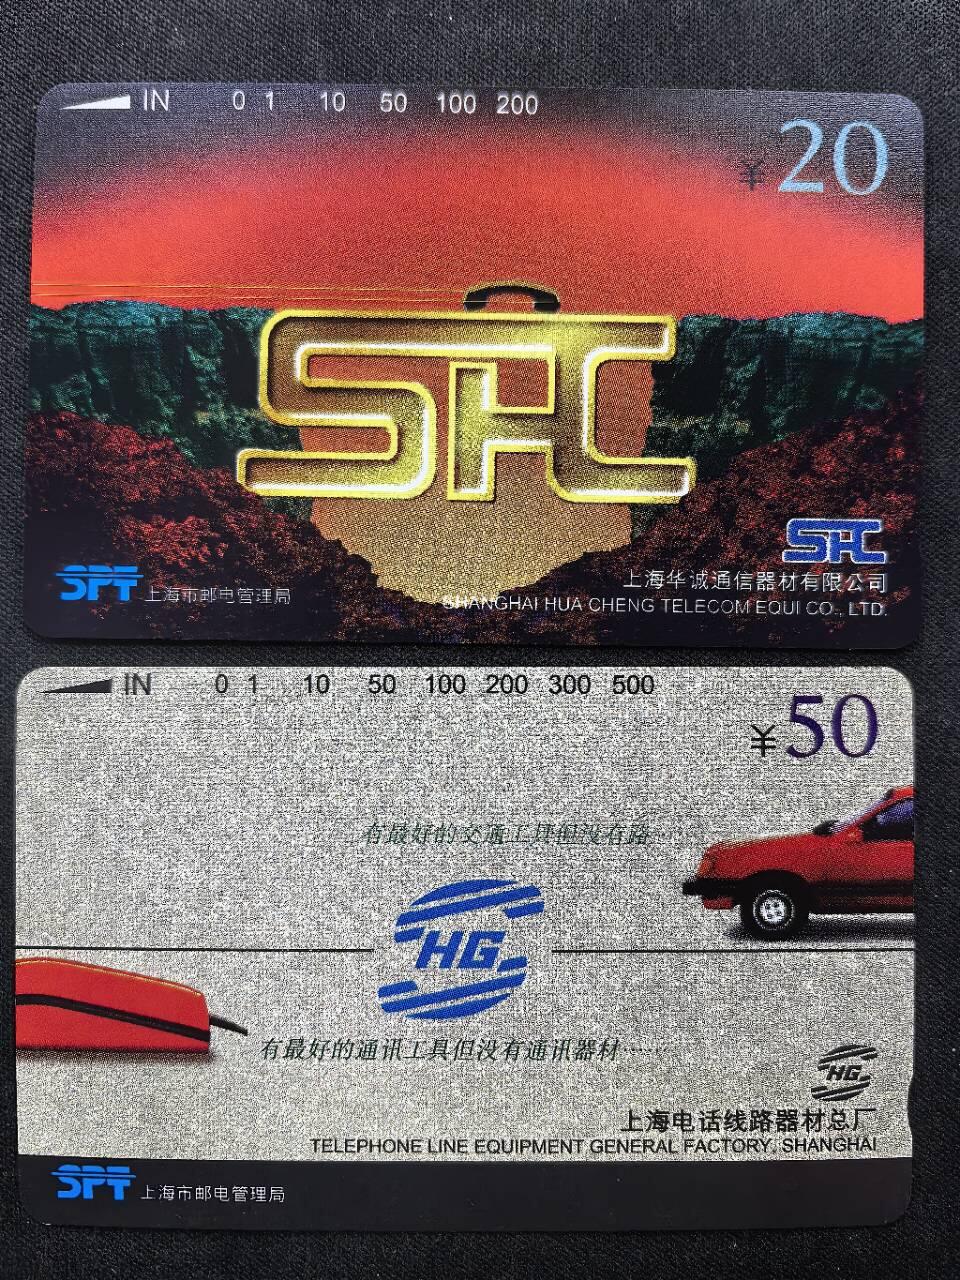 IN 0 1 10 50 100 200
¥20
SHC
SHC
上海华诚通信器材有限公司
SPT 上海市邮电管理局
SHANGHAI HUA CHENG TELECOM EQUI CO., LTD.
IN 0 1 10 50 100 200 300 500
¥50
有最好的交通工具但没有路……
HG
有最好的通讯工具但没有通讯器材……
HG
上海电话线路器材总厂
TELEPHONE LINE EQUIPMENT GENERAL FACTORY. SHANGHAI
SPT 上海市邮电管理局